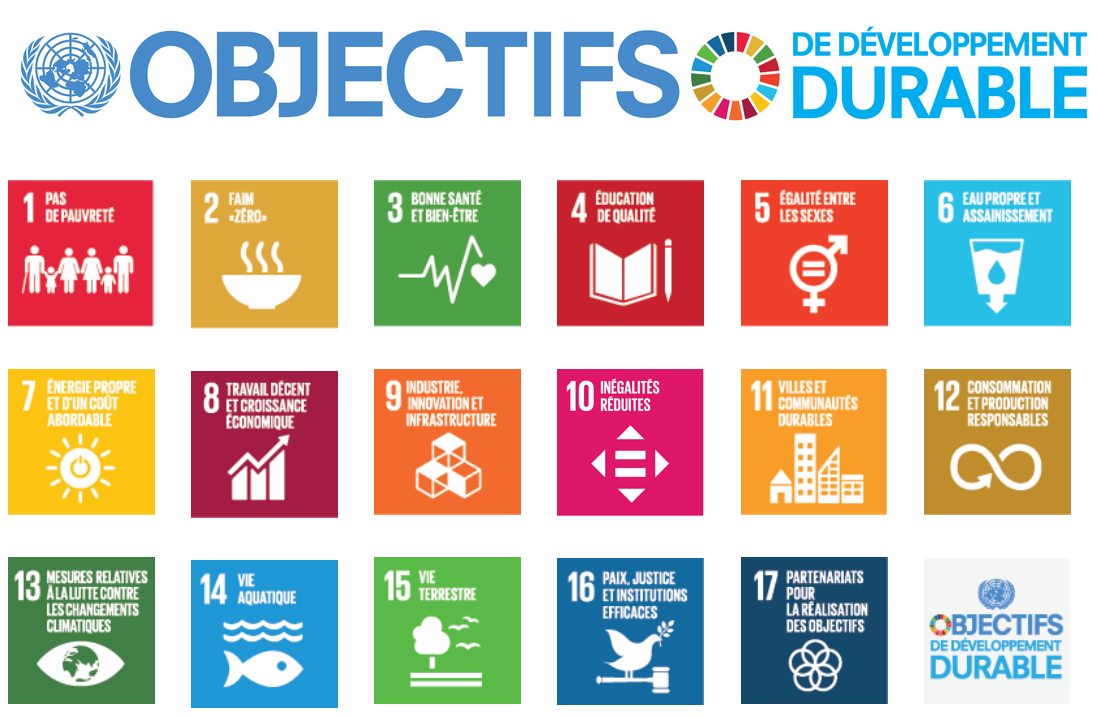 OBJECTIFS
DE DÉVELOPPEMENT
DURABLE
1 PAS
DE PAUVRETÉ
2 FAIM
«ZÉRO»
3 BONNE SANTÉ
ET BIEN-ÊTRE
4 ÉDUCATION
DE QUALITÉ
5 ÉGALITÉ ENTRE
LES SEXES
6 EAU PROPRE ET
ASSAINISSEMENT
7 ÉNERGIE PROPRE
ET D'UN COÛT
ABORDABLE
8 TRAVAIL DÉCENT
ET CROISSANCE
ÉCONOMIQUE
9 INDUSTRIE,
INNOVATION ET
INFRASTRUCTURE
10 INÉGALITÉS
RÉDUITES
11 VILLES ET
COMMUNAUTÉS
DURABLES
12 CONSOMMATION
ET PRODUCTION
RESPONSABLES
13 MESURES RELATIVES
À LA LUTTE CONTRE
LES CHANGEMENTS
CLIMATIQUES
14 VIE
AQUATIQUE
15 VIE
TERRESTRE
16 PAIX, JUSTICE
ET INSTITUTIONS
EFFICACES
17 PARTENARIATS
POUR
LA RÉALISATION
DES OBJECTIFS
OBJECTIFS
DE DÉVELOPPEMENT
DURABLE